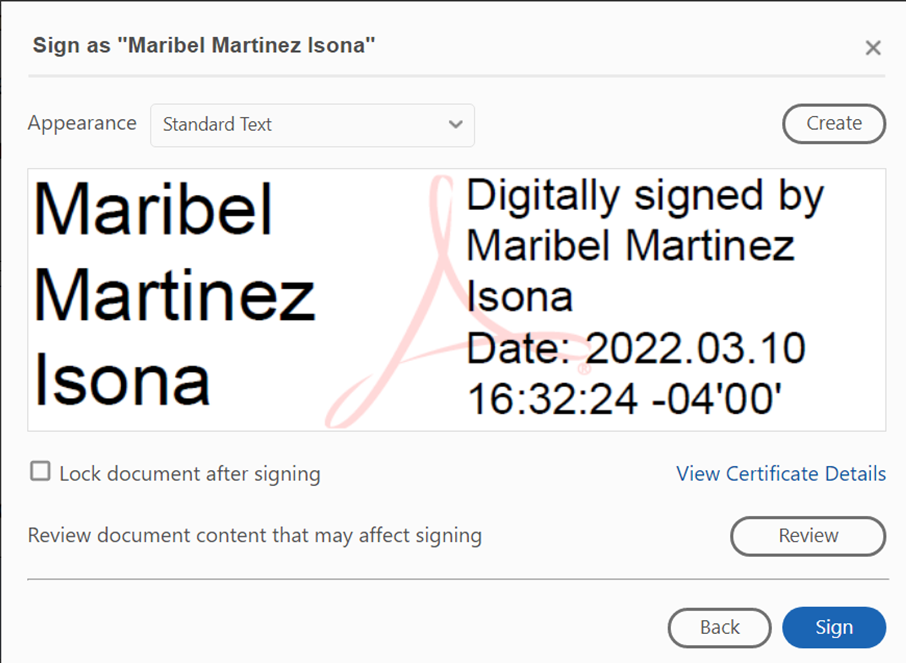 Sign as "Maribel Martinez Isona"
Appearance
Standard Text
Create
Maribel
Martinez
Isona
Digitally signed by
Maribel Martinez
Isona
Date: 2022.03.10
16:32:24 -04'00'
®
Lock document after signing
View Certificate Details
Review document content that may affect signing
Review
Back
Sign